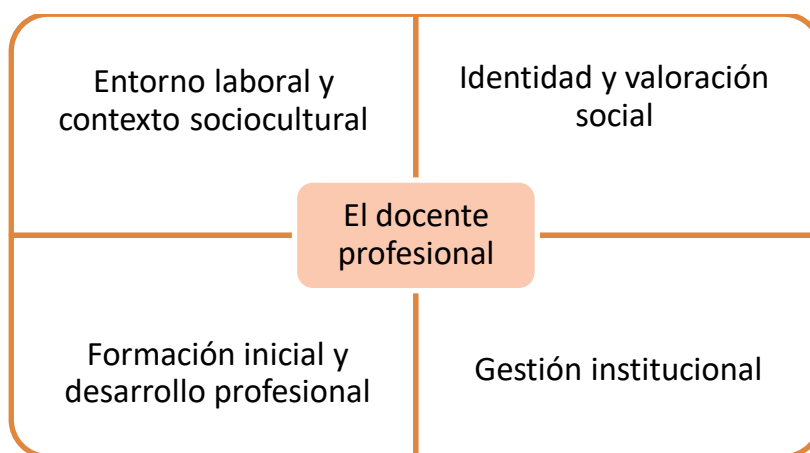 Entorno laboral y
contexto sociocultural
Identidad y valoración
social
El docente
profesional
Formación inicial y
desarrollo profesional
Gestión institucional